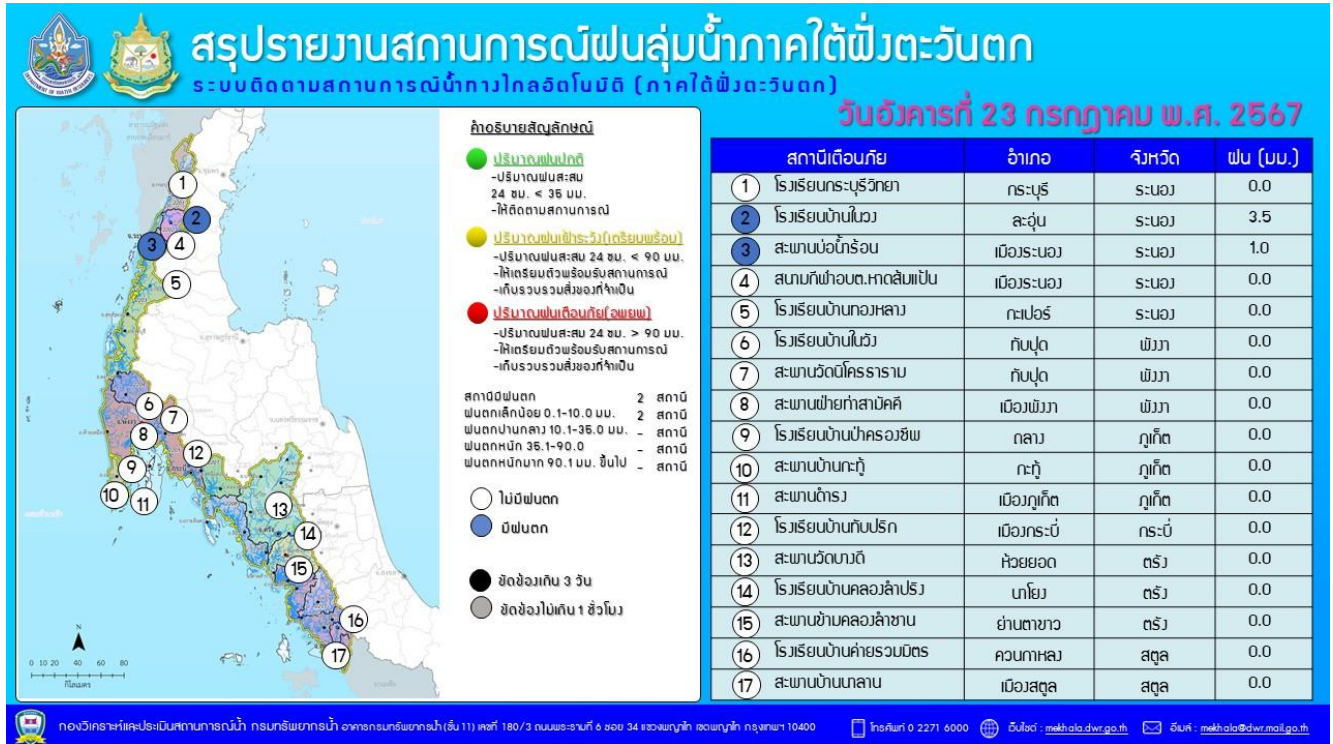 สรุปรายงานสถานการณ์ฝนลุ่มน้ำภาคใต้ฝั่งตะวันตก
ระบบติดตามสถานการณ์น้ำทางไกลอัตโนมัติ (ภาคใต้ฝั่งตะวันตก)
วันอังคารที่ 23 กรกฎาคม พ.ศ. 2567
คำอธิบายสัญลักษณ์
ปริมาณฝนปกติ
-ปริมาณฝนสะสม
24 ชม. < 35 มม.
-ให้ติดตามสถานการณ์
ปริมาณฝนเฝ้าระวัง(เตรียมพร้อม)
-ปริมาณฝนสะสม 24 ชม. < 90 มม.
-ให้เตรียมตัวพร้อมรับสถานการณ์
-เก็บรวบรวมสิ่งของที่จำเป็น
ปริมาณฝนเตือนภัย(อพยพ)
-ปริมาณฝนสะสม 24 ชม. > 90 มม.
-ให้เตรียมตัวพร้อมรับสถานการณ์
-เก็บรวบรวมสิ่งของที่จำเป็น
สถานีมีฝนตก 2 สถานี
ฝนตกเล็กน้อย 0.1-10.0 มม. 2 สถานี
ฝนตกปานกลาง 10.1-35.0 มม. - สถานี
ฝนตกหนัก 35.1-90.0 - สถานี
ฝนตกหนักมาก 90.1 มม. ขึ้นไป - สถานี
ไม่มีฝนตก
มีฝนตก
ขัดข้องเกิน 3 วัน
ขัดข้องไม่เกิน 1 ชั่วโมง
1
2
3 4
5
6
7
8
12
9
10 11
13
14
15
16
17
N
0 10 20 40 60 80
กิโลเมตร
สถานีเตือนภัย อำเภอ จังหวัด ฝน (มม.)
1 โรงเรียนกระบุรีวิทยา กระบุรี ระนอง 0.0
2 โรงเรียนบ้านในวง ละอุ่น ระนอง 3.5
3 สะพานบ่อน้ำร้อน เมืองระนอง ระนอง 1.0
4 สนามกีฬาอบต.หาดส้มแป้น เมืองระนอง ระนอง 0.0
5 โรงเรียนบ้านทองหลาง กะเปอร์ ระนอง 0.0
6 โรงเรียนบ้านในวัง ทับปุด พังงา 0.0
7 สะพานวัดนิโครธาราม ทับปุด พังงา 0.0
8 สะพานฝ่ายท่าสามัคคี เมืองพังงา พังงา 0.0
9 โรงเรียนบ้านป่าครองชีพ ถลาง ภูเก็ต 0.0
10 สะพานบ้านกะทู้ กะทู้ ภูเก็ต 0.0
11 สะพานดำรง เมืองภูเก็ต ภูเก็ต 0.0
12 โรงเรียนบ้านทับปริก เมืองกระบี่ กระบี่ 0.0
13 สะพานวัดบางดี ห้วยยอด ตรัง 0.0
14 โรงเรียนบ้านคลองลำปริง นาโยง ตรัง 0.0
15 สะพานข้ามคลองลำชาน ย่านตาขาว ตรัง 0.0
16 โรงเรียนบ้านค่ายรวมมิตร ควนกาหลง สตูล 0.0
17 สะพานบ้านนาลาน เมืองสตูล สตูล 0.0
กองวิเคราะห์และประเมินสถานการณ์น้ำ กรมทรัพยากรน้ำ อาคารกรมทรัพยากรน้ำ (ชั้น 11) เลขที่ 180/3 ถนนพระรามที่ 6 ซอย 34 แขวงพญาไท เขตพญาไท กรุงเทพฯ 10400 โทรศัพท์ 0 2271 6000 เว็บไซต์ : mekhala.dwr.go.th อีเมล์ : mekhala@dwr.mail.go.th